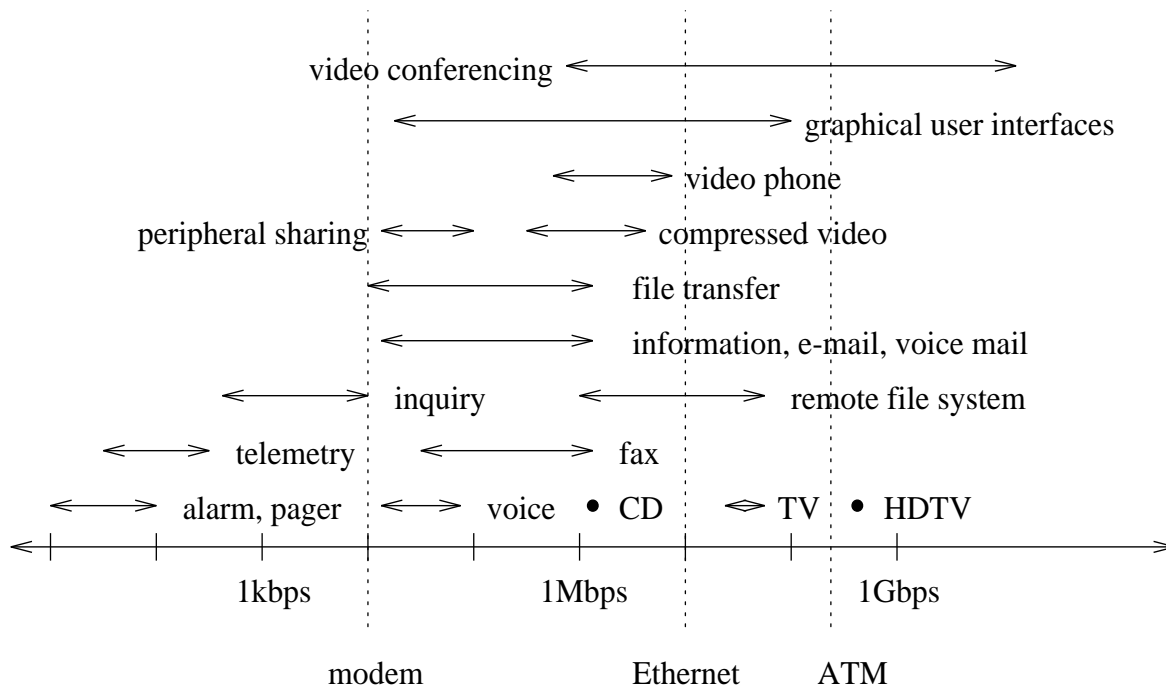 video conferencing
graphical user interfaces
video phone
peripheral sharing
compressed video
file transfer
information, e-mail, voice mail
inquiry
remote file system
telemetry
fax
alarm, pager
voice
CD
TV
HDTV
1kbps
1Mbps
1Gbps
modem
Ethernet
ATM